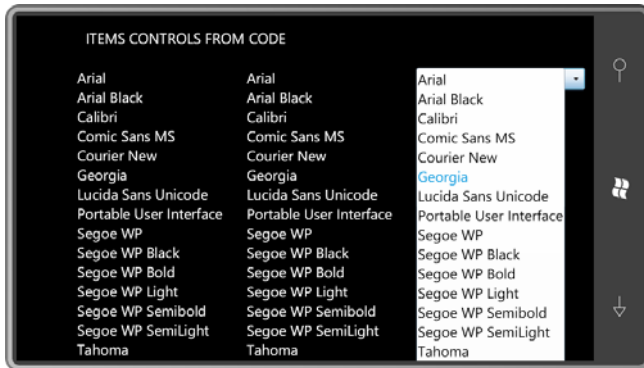 ITEMS CONTROLS FROM CODE
Arial Arial Arial
Arial Black Arial Black Arial Black
Calibri Calibri Calibri
Comic Sans MS Comic Sans MS Comic Sans MS
Courier New Courier New Courier New
Georgia Georgia Georgia
Lucida Sans Unicode Lucida Sans Unicode Lucida Sans Unicode
Portable User Interface Portable User Interface Portable User Interface
Segoe WP Segoe WP Segoe WP
Segoe WP Black Segoe WP Black Segoe WP Black
Segoe WP Bold Segoe WP Bold Segoe WP Bold
Segoe WP Light Segoe WP Light Segoe WP Light
Segoe WP Semibold Segoe WP Semibold Segoe WP Semibold
Segoe WP SemiLight Segoe WP SemiLight Segoe WP SemiLight
Tahoma Tahoma Tahoma